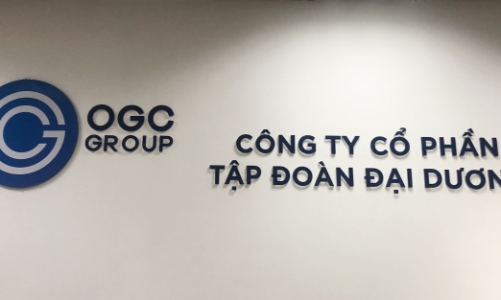 OGC
GROUP
CÔNG TY CỔ PHẦN
TẬP ĐOÀN ĐẠI DƯƠN